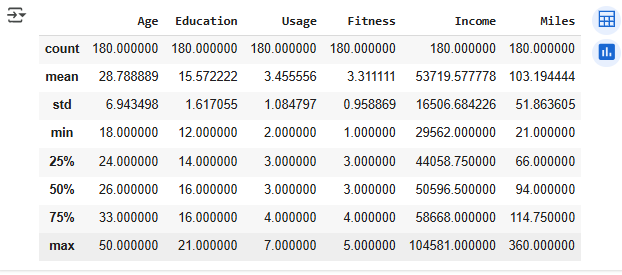 Age Education Usage Fitness Income Miles
count 180.000000 180.000000 180.000000 180.000000 180.000000 180.000000
mean 28.788889 15.572222 3.455556 3.311111 53719.577778 103.194444
std 6.943498 1.617055 1.084797 0.958869 16506.684226 51.863605
min 18.000000 12.000000 2.000000 1.000000 29562.000000 21.000000
25% 24.000000 14.000000 3.000000 3.000000 44058.750000 66.000000
50% 26.000000 16.000000 3.000000 3.000000 50596.500000 94.000000
75% 33.000000 16.000000 4.000000 4.000000 58668.000000 114.750000
max 50.000000 21.000000 7.000000 5.000000 104581.000000 360.000000